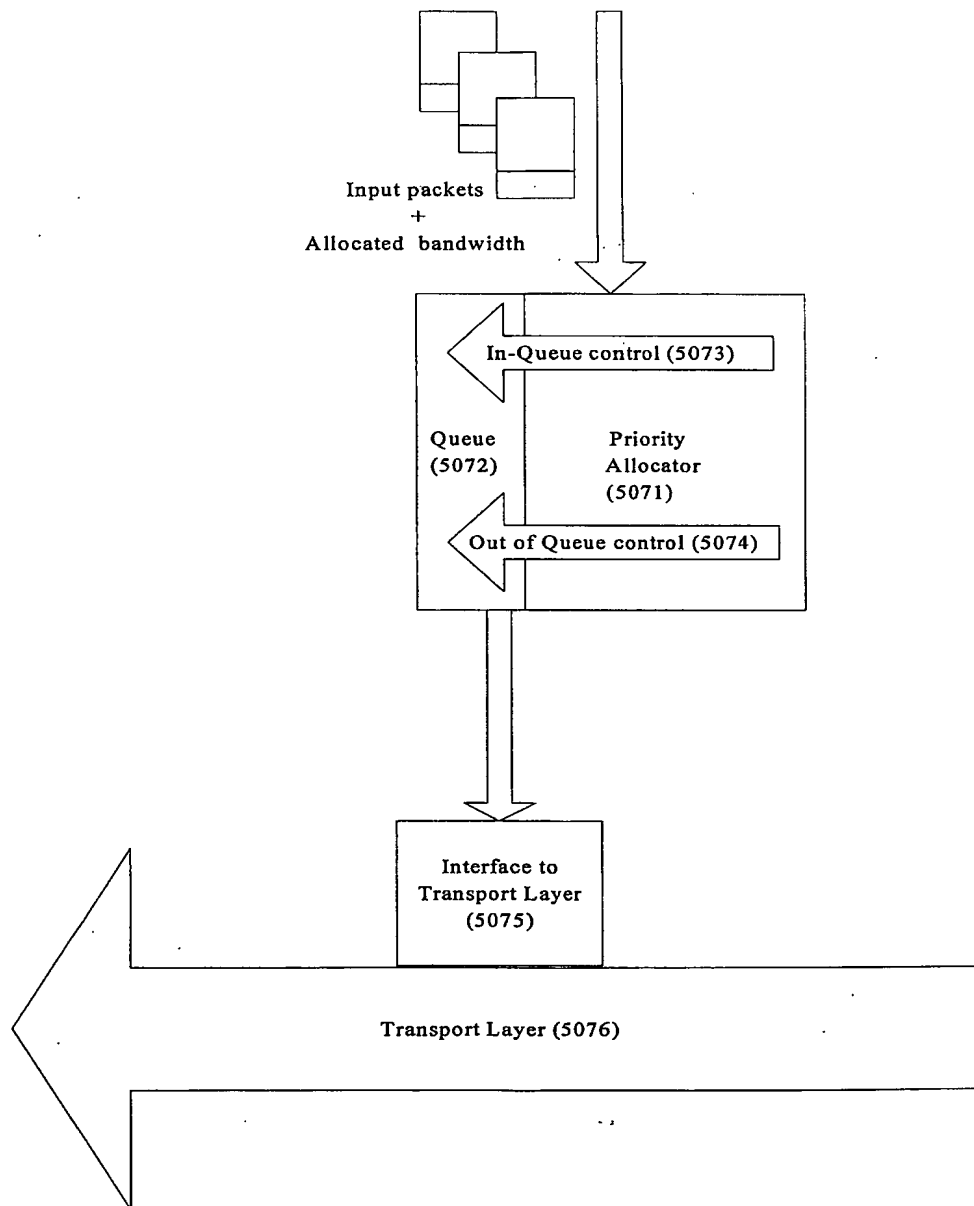 Input packets
+
Allocated bandwidth
In-Queue control (5073)
Queue
(5072)
Priority
Allocator
(5071)
Out of Queue control (5074)
Interface to
Transport Layer
(5075)
Transport Layer (5076)